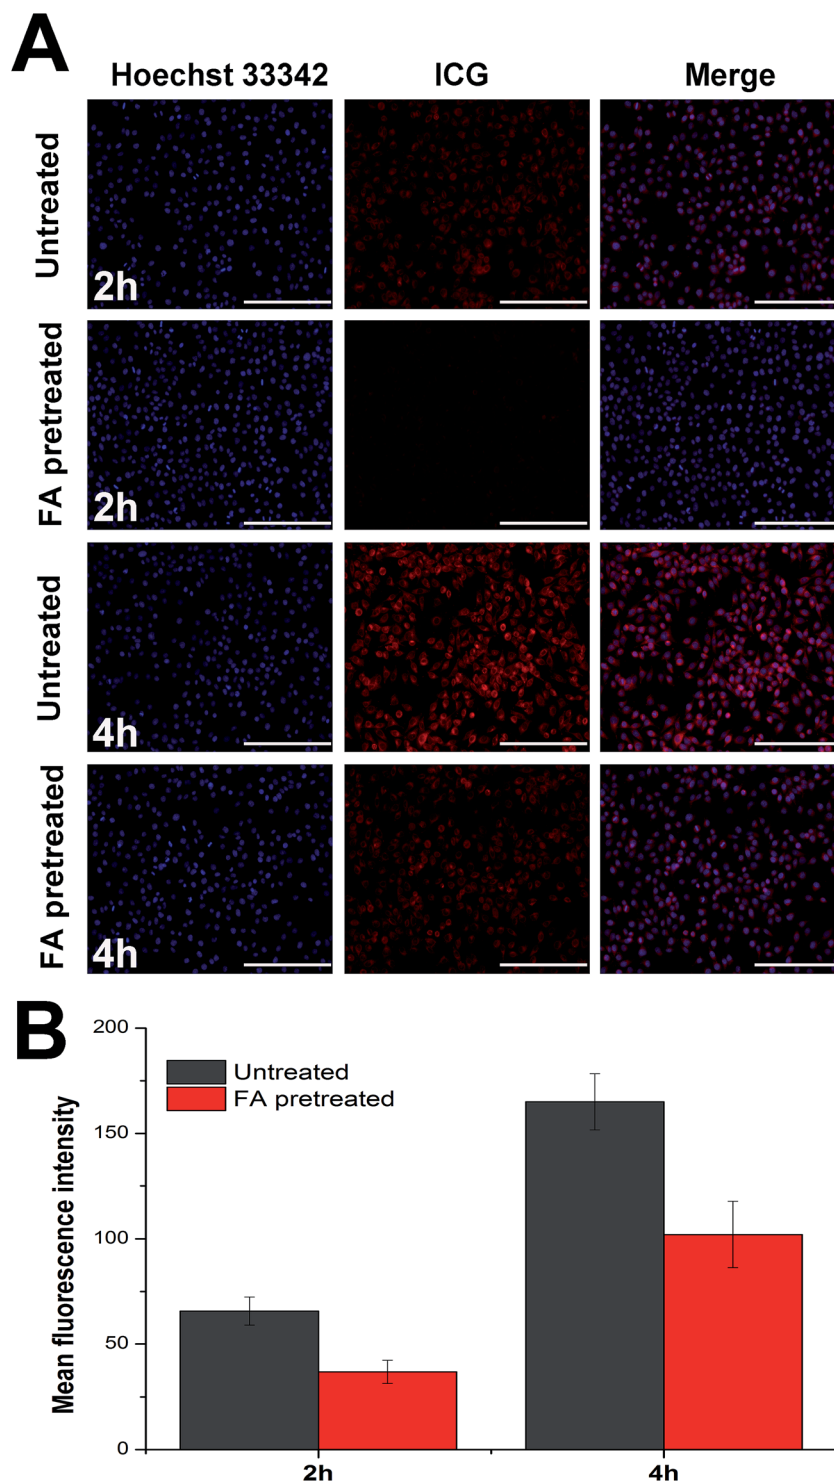 A
Hoechst 33342 ICG Merge
Untreated
2h
FA pretreated
2h
Untreated
4h
FA pretreated
4h
B
Mean fluorescence intensity
200
150
100
50
0
Untreated
FA pretreated
2h 4h